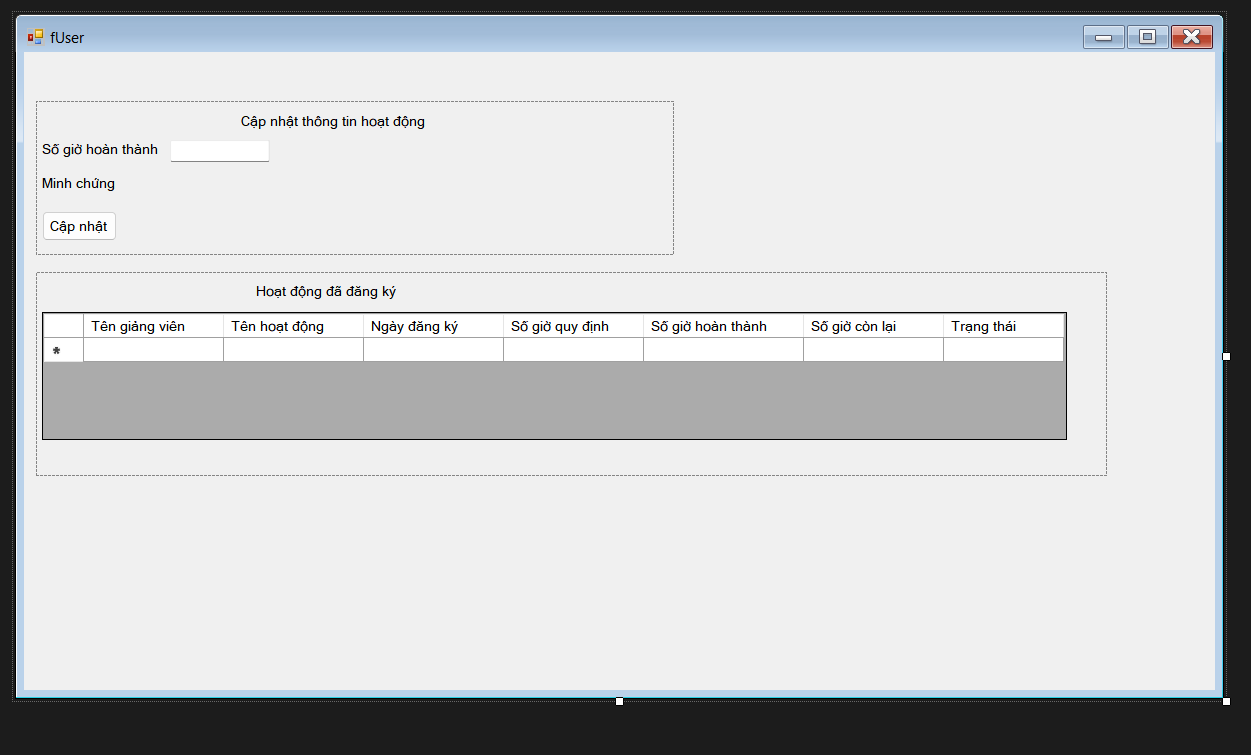 fUser
Cập nhật thông tin hoạt động
Số giờ hoàn thành
Minh chứng
Cập nhật
Hoạt động đã đăng ký
Tên giảng viên Tên hoạt động Ngày đăng ký Số giờ quy định Số giờ hoàn thành Số giờ còn lại Trạng thái
*